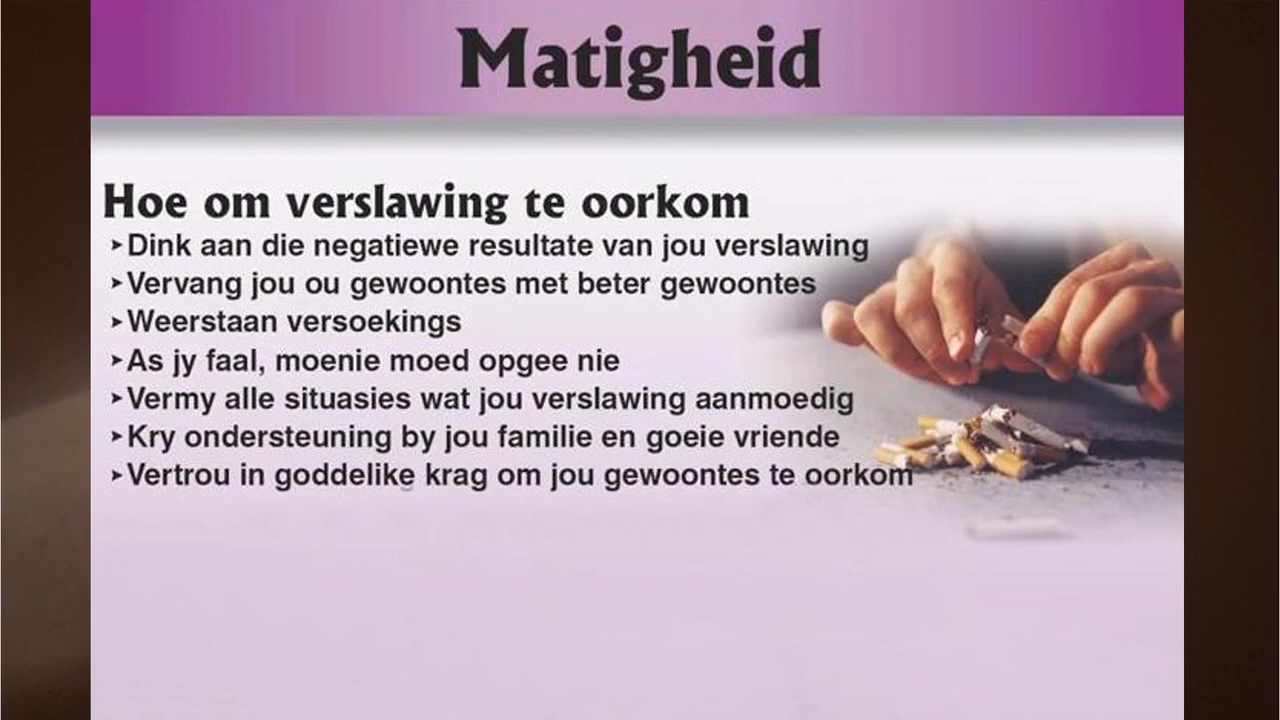 Matigheid
Hoe om verslawing te oorkom
➤Dink aan die negatiewe resultate van jou verslawing
➤Vervang jou ou gewoontes met beter gewoontes
➤Weerstaan versoekings
➤As jy faal, moenie moed opgee nie
➤Vermy alle situasies wat jou verslawing aanmoedig
➤Kry ondersteuning by jou familie en goeie vriende
➤Vertrou in goddelike krag om jou gewoontes te oorkom